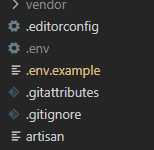 vendor
.editorconfig
.env
.env.example
.gitattributes
.gitignore
artisan